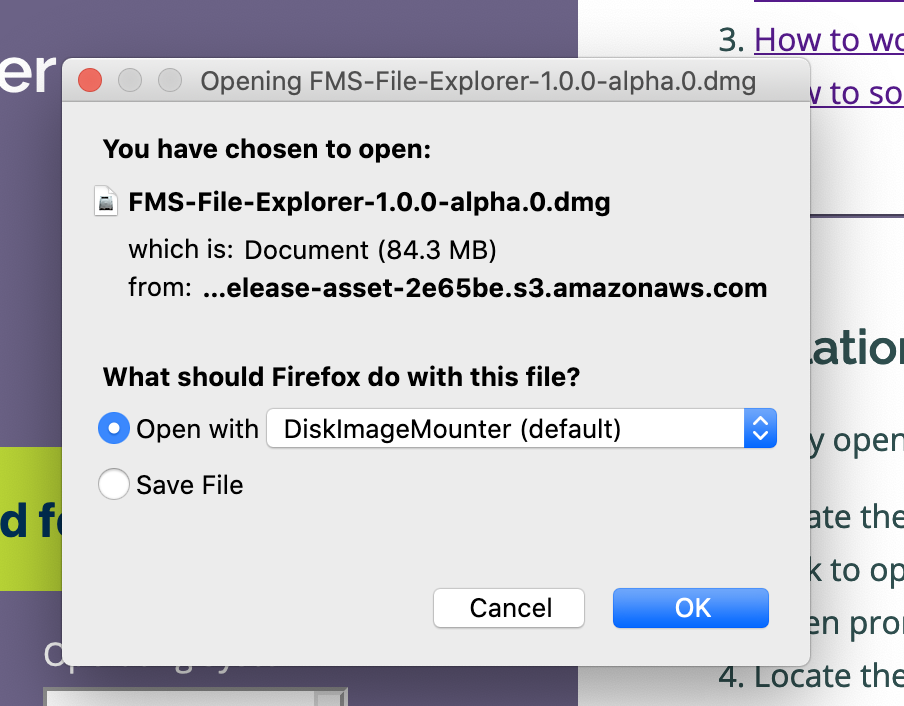 er
3. How to wo
w to so
Opening FMS-File-Explorer-1.0.0-alpha.0.dmg
You have chosen to open:
FMS-File-Explorer-1.0.0-alpha.0.dmg
which is: Document (84.3 MB)
from: ...elease-asset-2e65be.s3.amazonaws.com
What should Firefox do with this file?
Open with DiskImageMounter (default)
Save File
Cancel OK
d fo
lation
y open
ate the
k to op
en pro
4. Locate the